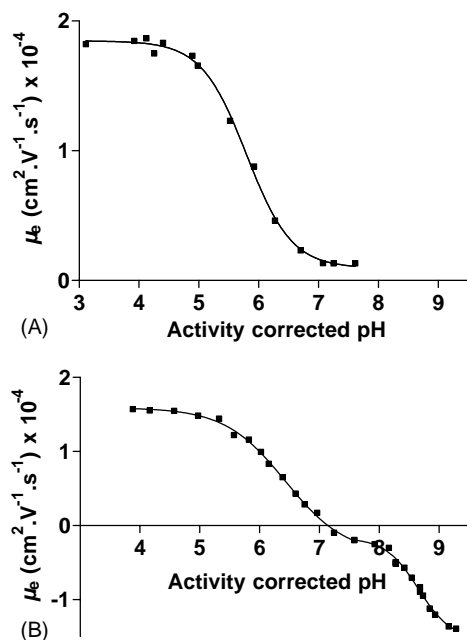 2
1
0
μe (cm2.V-1.s-1) x 10-4
3 4 5 6 7 8 9
(A) Activity corrected pH
2
1
0
-1
μe (cm2.V-1.s-1) x 10-4
4 5 6 7 8 9
Activity corrected pH
(B)